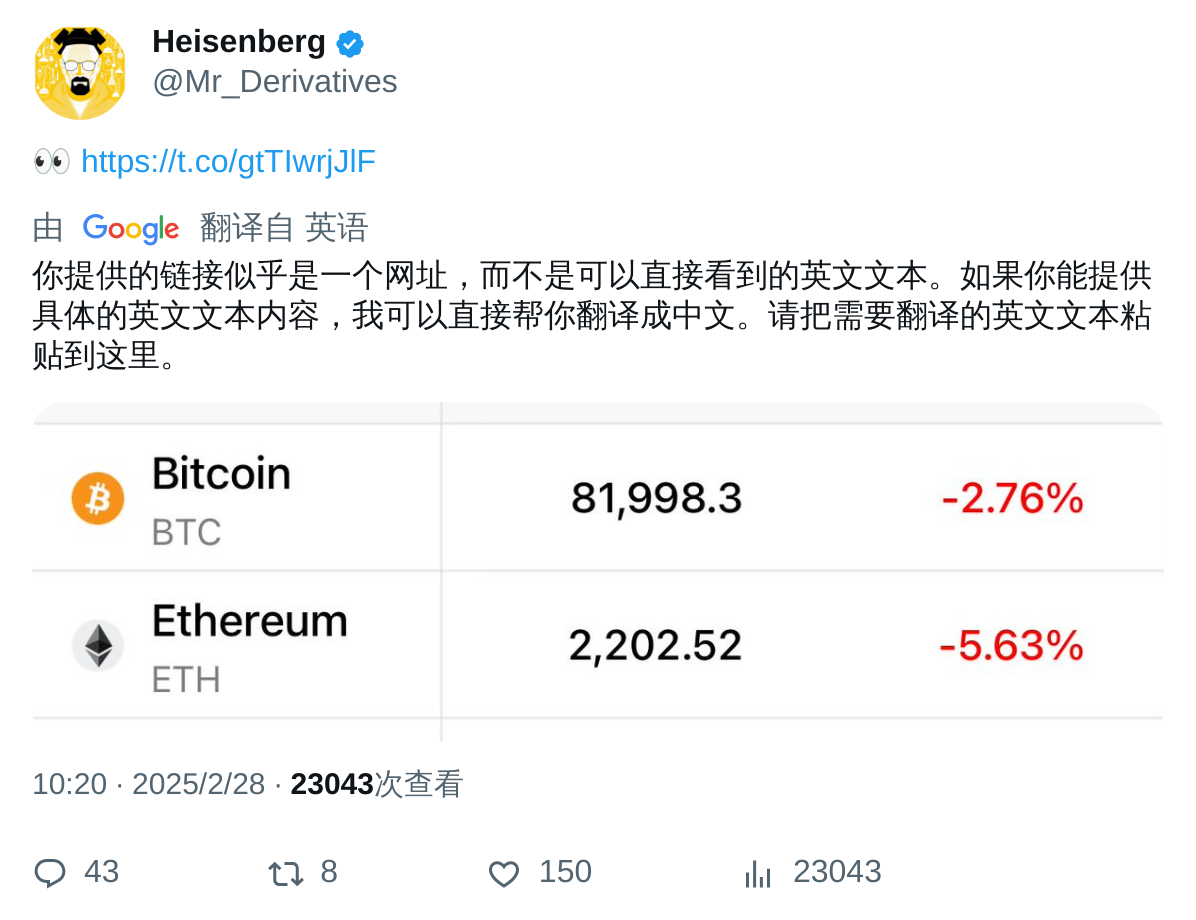 Heisenberg
@Mr_Derivatives
👀 https://t.co/gtTIwrjJlF
由 Google 翻译自 英语
你提供的链接似乎是一个网址，而不是可以直接看到的英文文本。如果你能提供
具体的英文文本内容，我可以直接帮你翻译成中文。请把需要翻译的英文文本粘
贴到这里。
Bitcoin
BTC
81,998.3
-2.76%
Ethereum
ETH
2,202.52
-5.63%
10:20 · 2025/2/28 · 23043次查看
43 8 150 23043